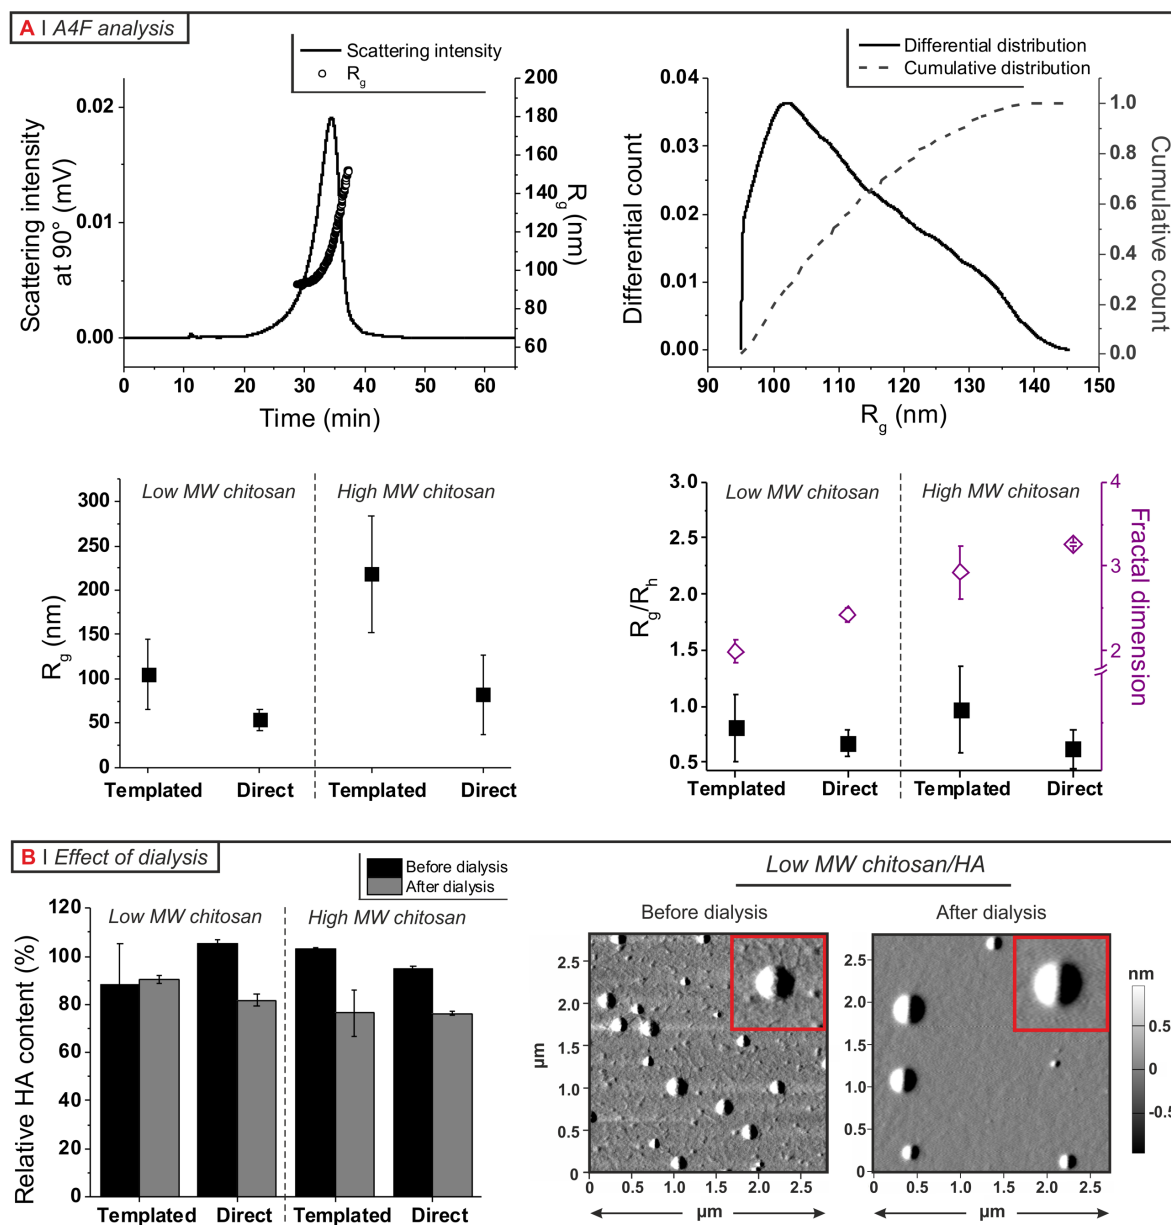 A I A4F analysis
Scattering intensity
R_g
Scattering intensity
at 90° (mV)
0.02
0.01
0.00
200
180
160
140
120
100
80
60
R_g (nm)
0 10 20 30 40 50 60
Time (min)
Differential distribution
Cumulative distribution
Differential count
0.04
0.03
0.02
0.01
0.00
1.0
0.8
0.6
0.4
0.2
0.0
Cumulative
count
90 100 110 120 130 140 150
R_g (nm)
Low MW chitosan
High MW chitosan
R_g (nm)
300
250
200
150
100
50
0
Templated Direct Templated Direct
Low MW chitosan
High MW chitosan
R_g/R_h
3.0
2.5
2.0
1.5
1.0
0.5
4
3
2
Fractal dimension
Templated Direct Templated Direct
B I Effect of dialysis
Before dialysis
After dialysis
Low MW chitosan
High MW chitosan
Relative HA content (%)
120
100
80
60
40
20
0
Templated Direct Templated Direct
Low MW chitosan/HA
Before dialysis
After dialysis
µm
2.5
2.0
1.5
1.0
0.5
0
0 0.5 1.0 1.5 2.0 2.5
µm
2.5
2.0
1.5
1.0
0.5
0
0 0.5 1.0 1.5 2.0 2.5
µm
nm
0.5
0
-0.5